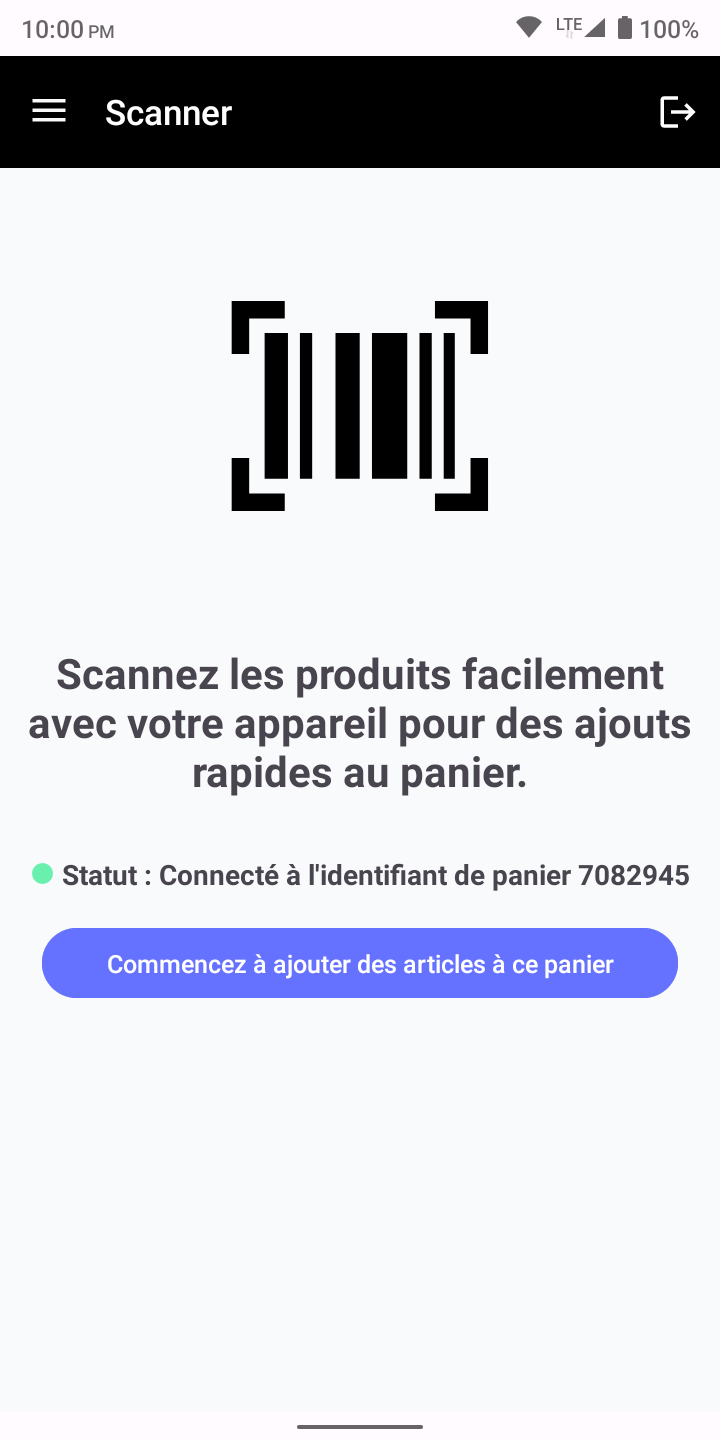 10:00 PM LTE 100%
Scanner
Scannez les produits facilement
avec votre appareil pour des ajouts
rapides au panier.
Statut : Connecté à l'identifiant de panier 7082945
Commencez à ajouter des articles à ce panier